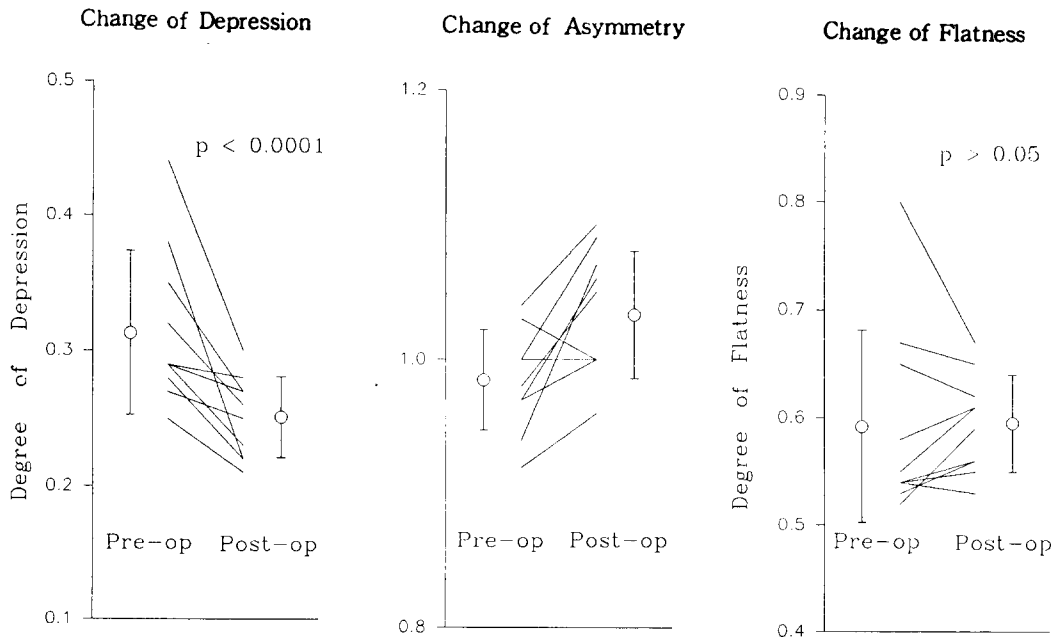 Change of Depression
0.5
p < 0.0001
0.4
0.3
0.2
0.1
Degree of Depression
Pre-op Post-op
Change of Asymmetry
1.2
1.0
0.8
Pre-op Post-op
Change of Flatness
0.9
p > 0.05
0.8
0.7
0.6
0.5
0.4
Degree of Flatness
Pre-op Post-op